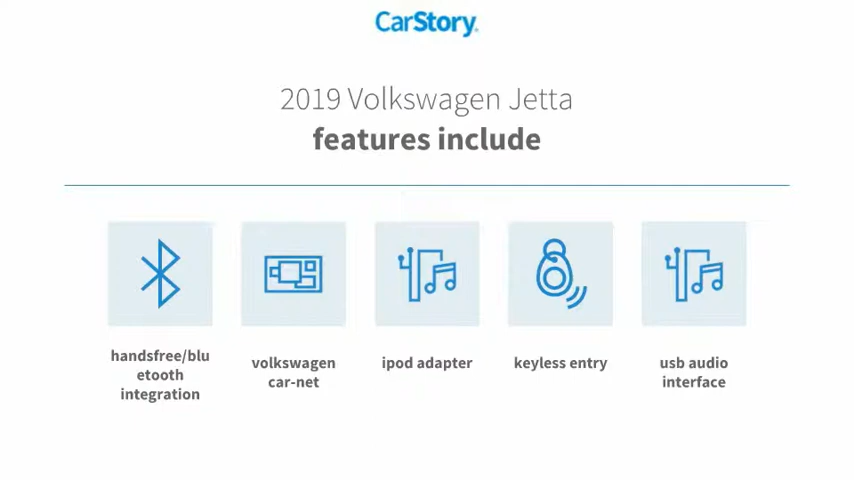 CarStory.
2019 Volkswagen Jetta
features include
handsfree/blu
etooth
integration
volkswagen
car-net
ipod adapter
keyless entry
usb audio
interface